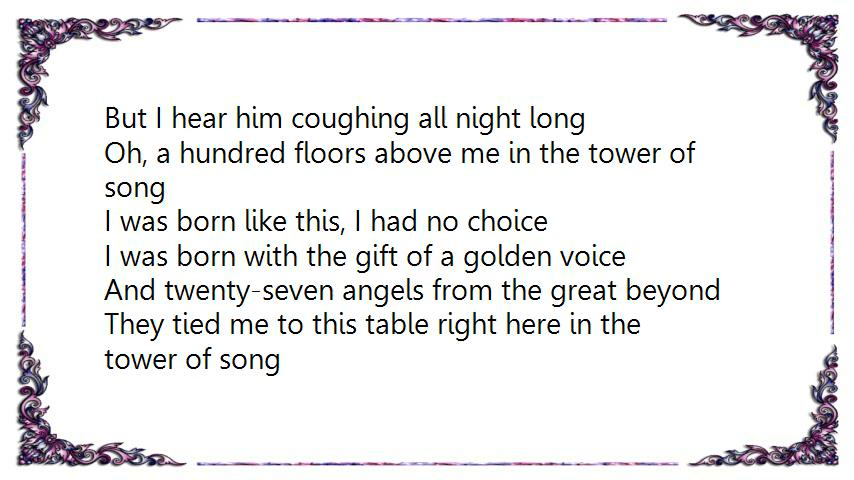 But I hear him coughing all night long
Oh, a hundred floors above me in the tower of
song
I was born like this, I had no choice
I was born with the gift of a golden voice
And twenty-seven angels from the great beyond
They tied me to this table right here in the
tower of song